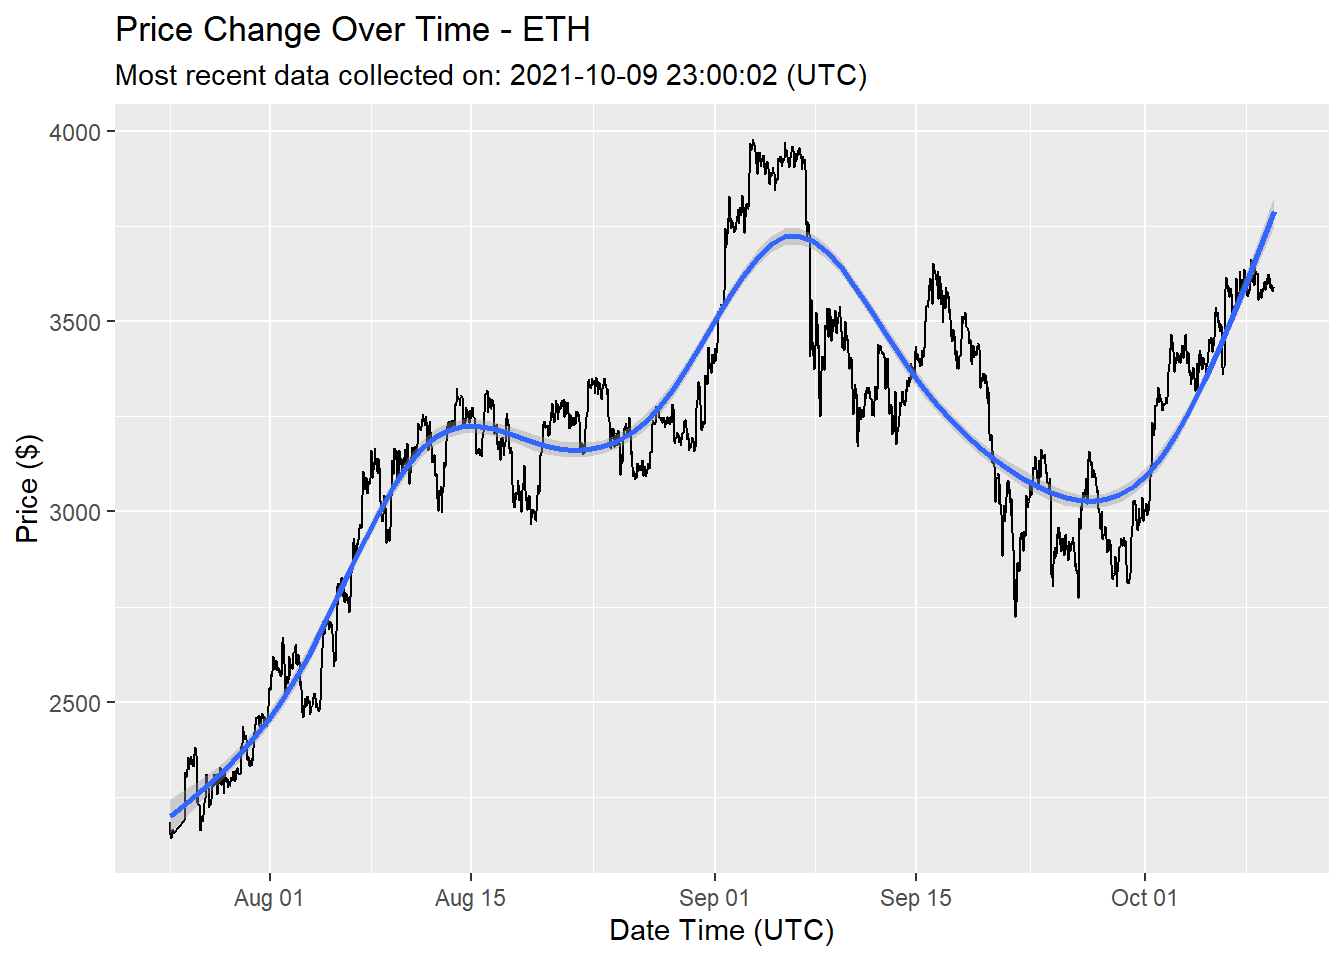 Price Change Over Time - ETH
Most recent data collected on: 2021-10-09 23:00:02 (UTC)
Price ($)
4000
3500
3000
2500
Aug 01
Aug 15
Sep 01
Sep 15
Oct 01
Date Time (UTC)